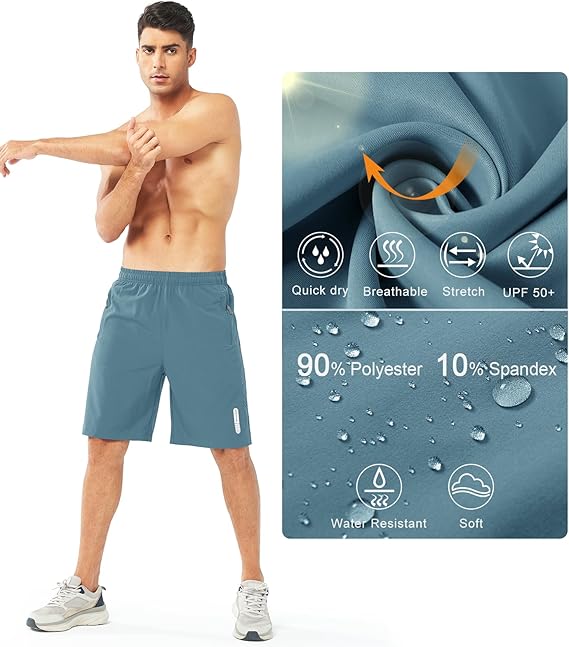 Quick dry Breathable Stretch UPF 50+
90% Polyester 10% Spandex
Water Resistant Soft